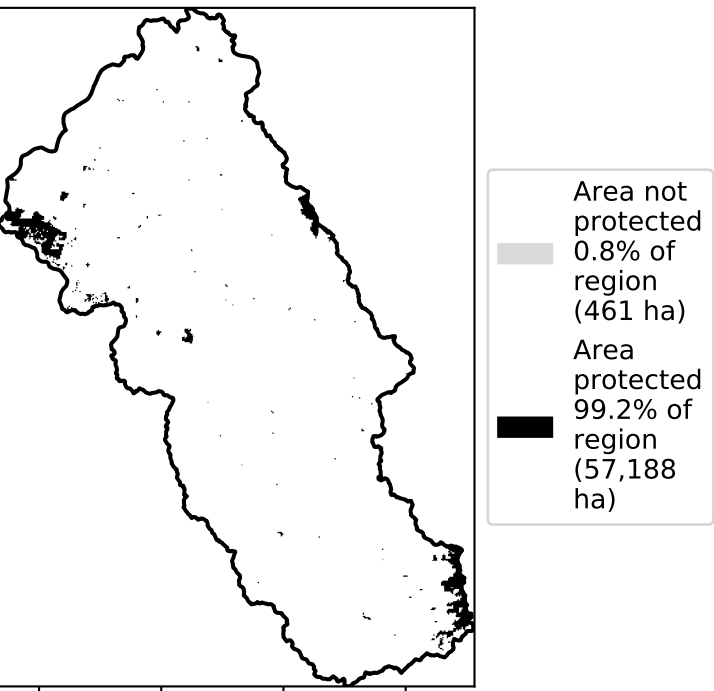 Area not
protected
0.8% of
region
(461 ha)
Area
protected
99.2% of
region
(57,188
ha)